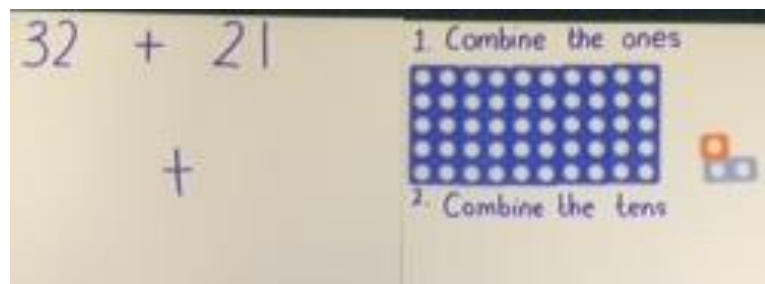 32 + 21
+
1. Combine the ones
2. Combine the tens